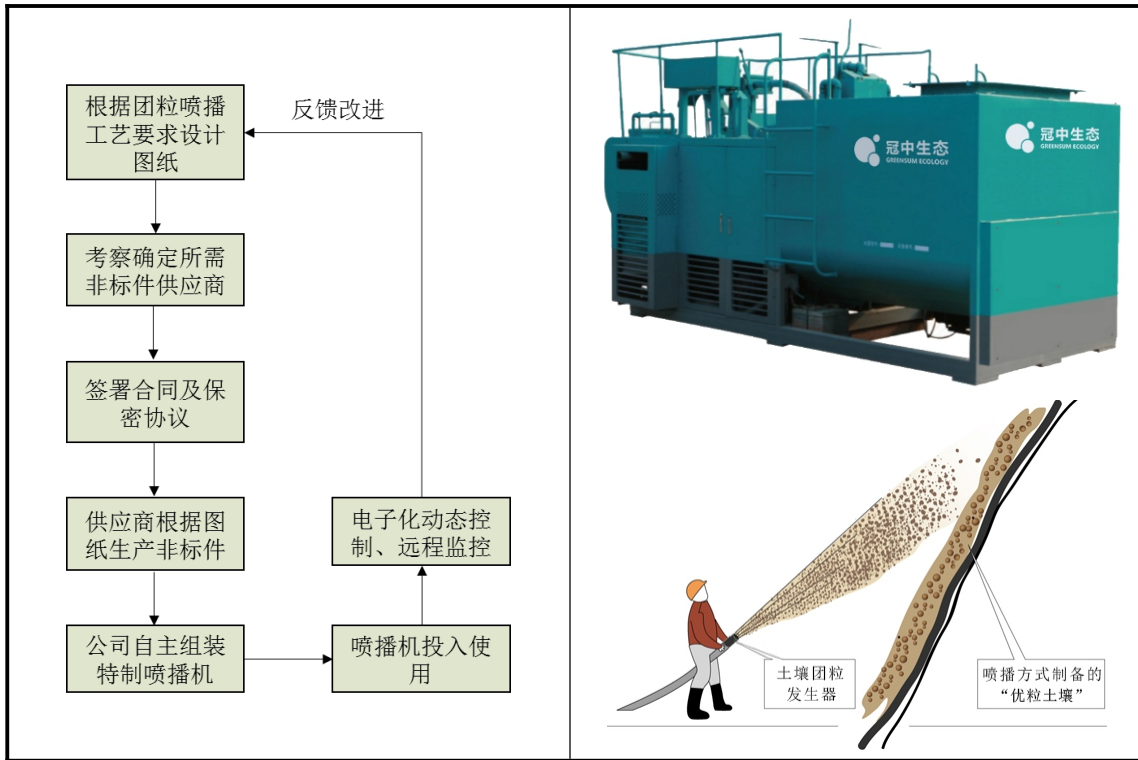 根据团粒喷播
工艺要求设计
图纸
反馈改进
考察确定所需
非标件供应商
签署合同及保
密协议
供应商根据图
纸生产非标件
公司自主组装
特制喷播机
喷播机投入使
用
电子化动态控
制、远程监控
冠中生态
GREENSUM ECOLOGY
冠中生态
GREENSUM ECOLOGY
土壤团粒
发生器
喷播方式制备的
“优粒土壤”